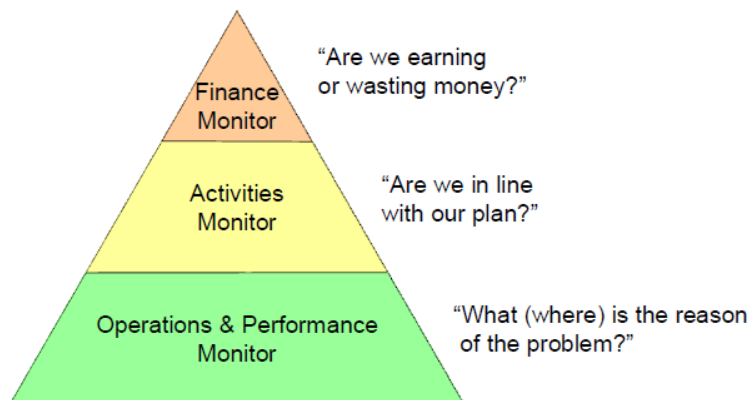 Finance
Monitor
“Are we earning
or wasting money?”
Activities
Monitor
“Are we in line
with our plan?”
Operations & Performance
Monitor
“What (where) is the reason
of the problem?”